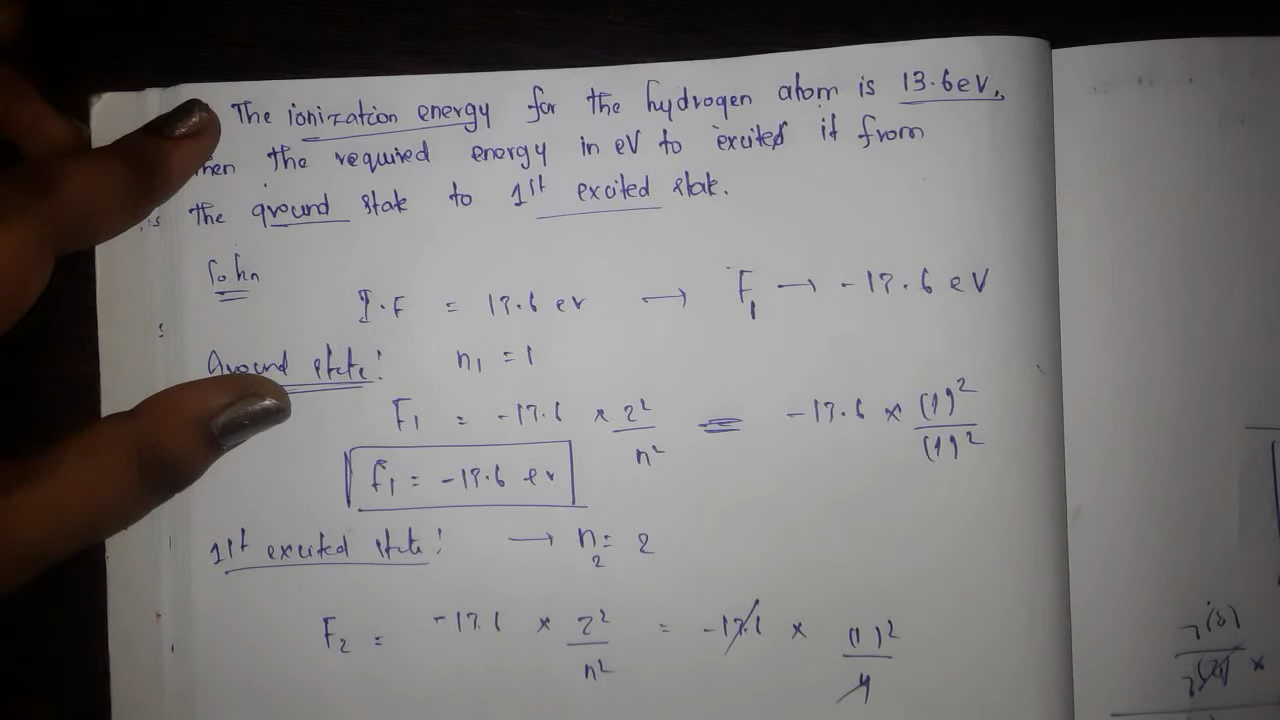 The ionization energy for the hydrogen atom is 13.6 eV,
then the required energy in eV to excited it from
is the ground state to 1st excited state.
Soln
I.E = 13.6 ev → E1 → -13.6 eV
Ground state: n1 = 1
E1 = -13.6 × Z²/n² = -13.6 × (1)²/(1)²
E1 = -13.6 ev
1st excited state: → n2 = 2
E2 = -13.6 × Z²/n² = -13.6 × (1)²/4